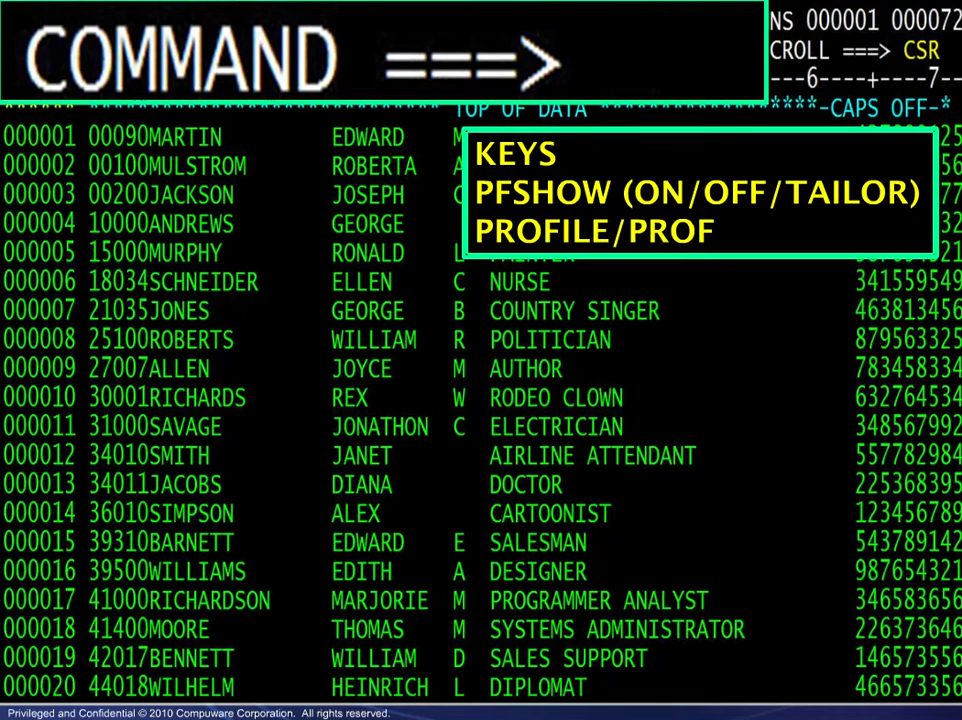 COMMAND ===>
NS 000001 000072
CROLL ===> CSR
---6----+----7--
****** ***************************** TOP OF DATA ********************-CAPS OFF-*
000001 00090MARTIN EDWARD M
KEYS
000002 00100MULSTROM ROBERTA A 56
000003 00200JACKSON JOSEPH 77
PFSHOW (ON/OFF/TAILOR)
000004 10000ANDREWS GEORGE 32
PROFILE/PROF
000005 15000MURPHY RONALD L PAINTER
000006 18034SCHNEIDER ELLEN C NURSE 341559549
000007 21035JONES GEORGE B COUNTRY SINGER 463813456
000008 25100ROBERTS WILLIAM R POLITICIAN 879563325
000009 27007ALLEN JOYCE M AUTHOR 783458334
000010 30001RICHARDS REX W RODEO CLOWN 632764534
000011 31000SAVAGE JONATHON C ELECTRICIAN 348567992
000012 34010SMITH JANET AIRLINE ATTENDANT 557782984
000013 34011JACOBS DIANA DOCTOR 225368395
000014 36010SIMPSON ALEX CARTOONIST 123456789
000015 39310BARNETT EDWARD E SALESMAN 543789142
000016 39500WILLIAMS EDITH A DESIGNER 987654321
000017 41000RICHARDSON MARJORIE M PROGRAMMER ANALYST 346583656
000018 41400MOORE THOMAS M SYSTEMS ADMINISTRATOR 226373646
000019 42017BENNETT WILLIAM D SALES SUPPORT 146573556
000020 44018WILHELM HEINRICH L DIPLOMAT 466573356
Privileged and Confidential © 2010 Compuware Corporation. All rights reserved.